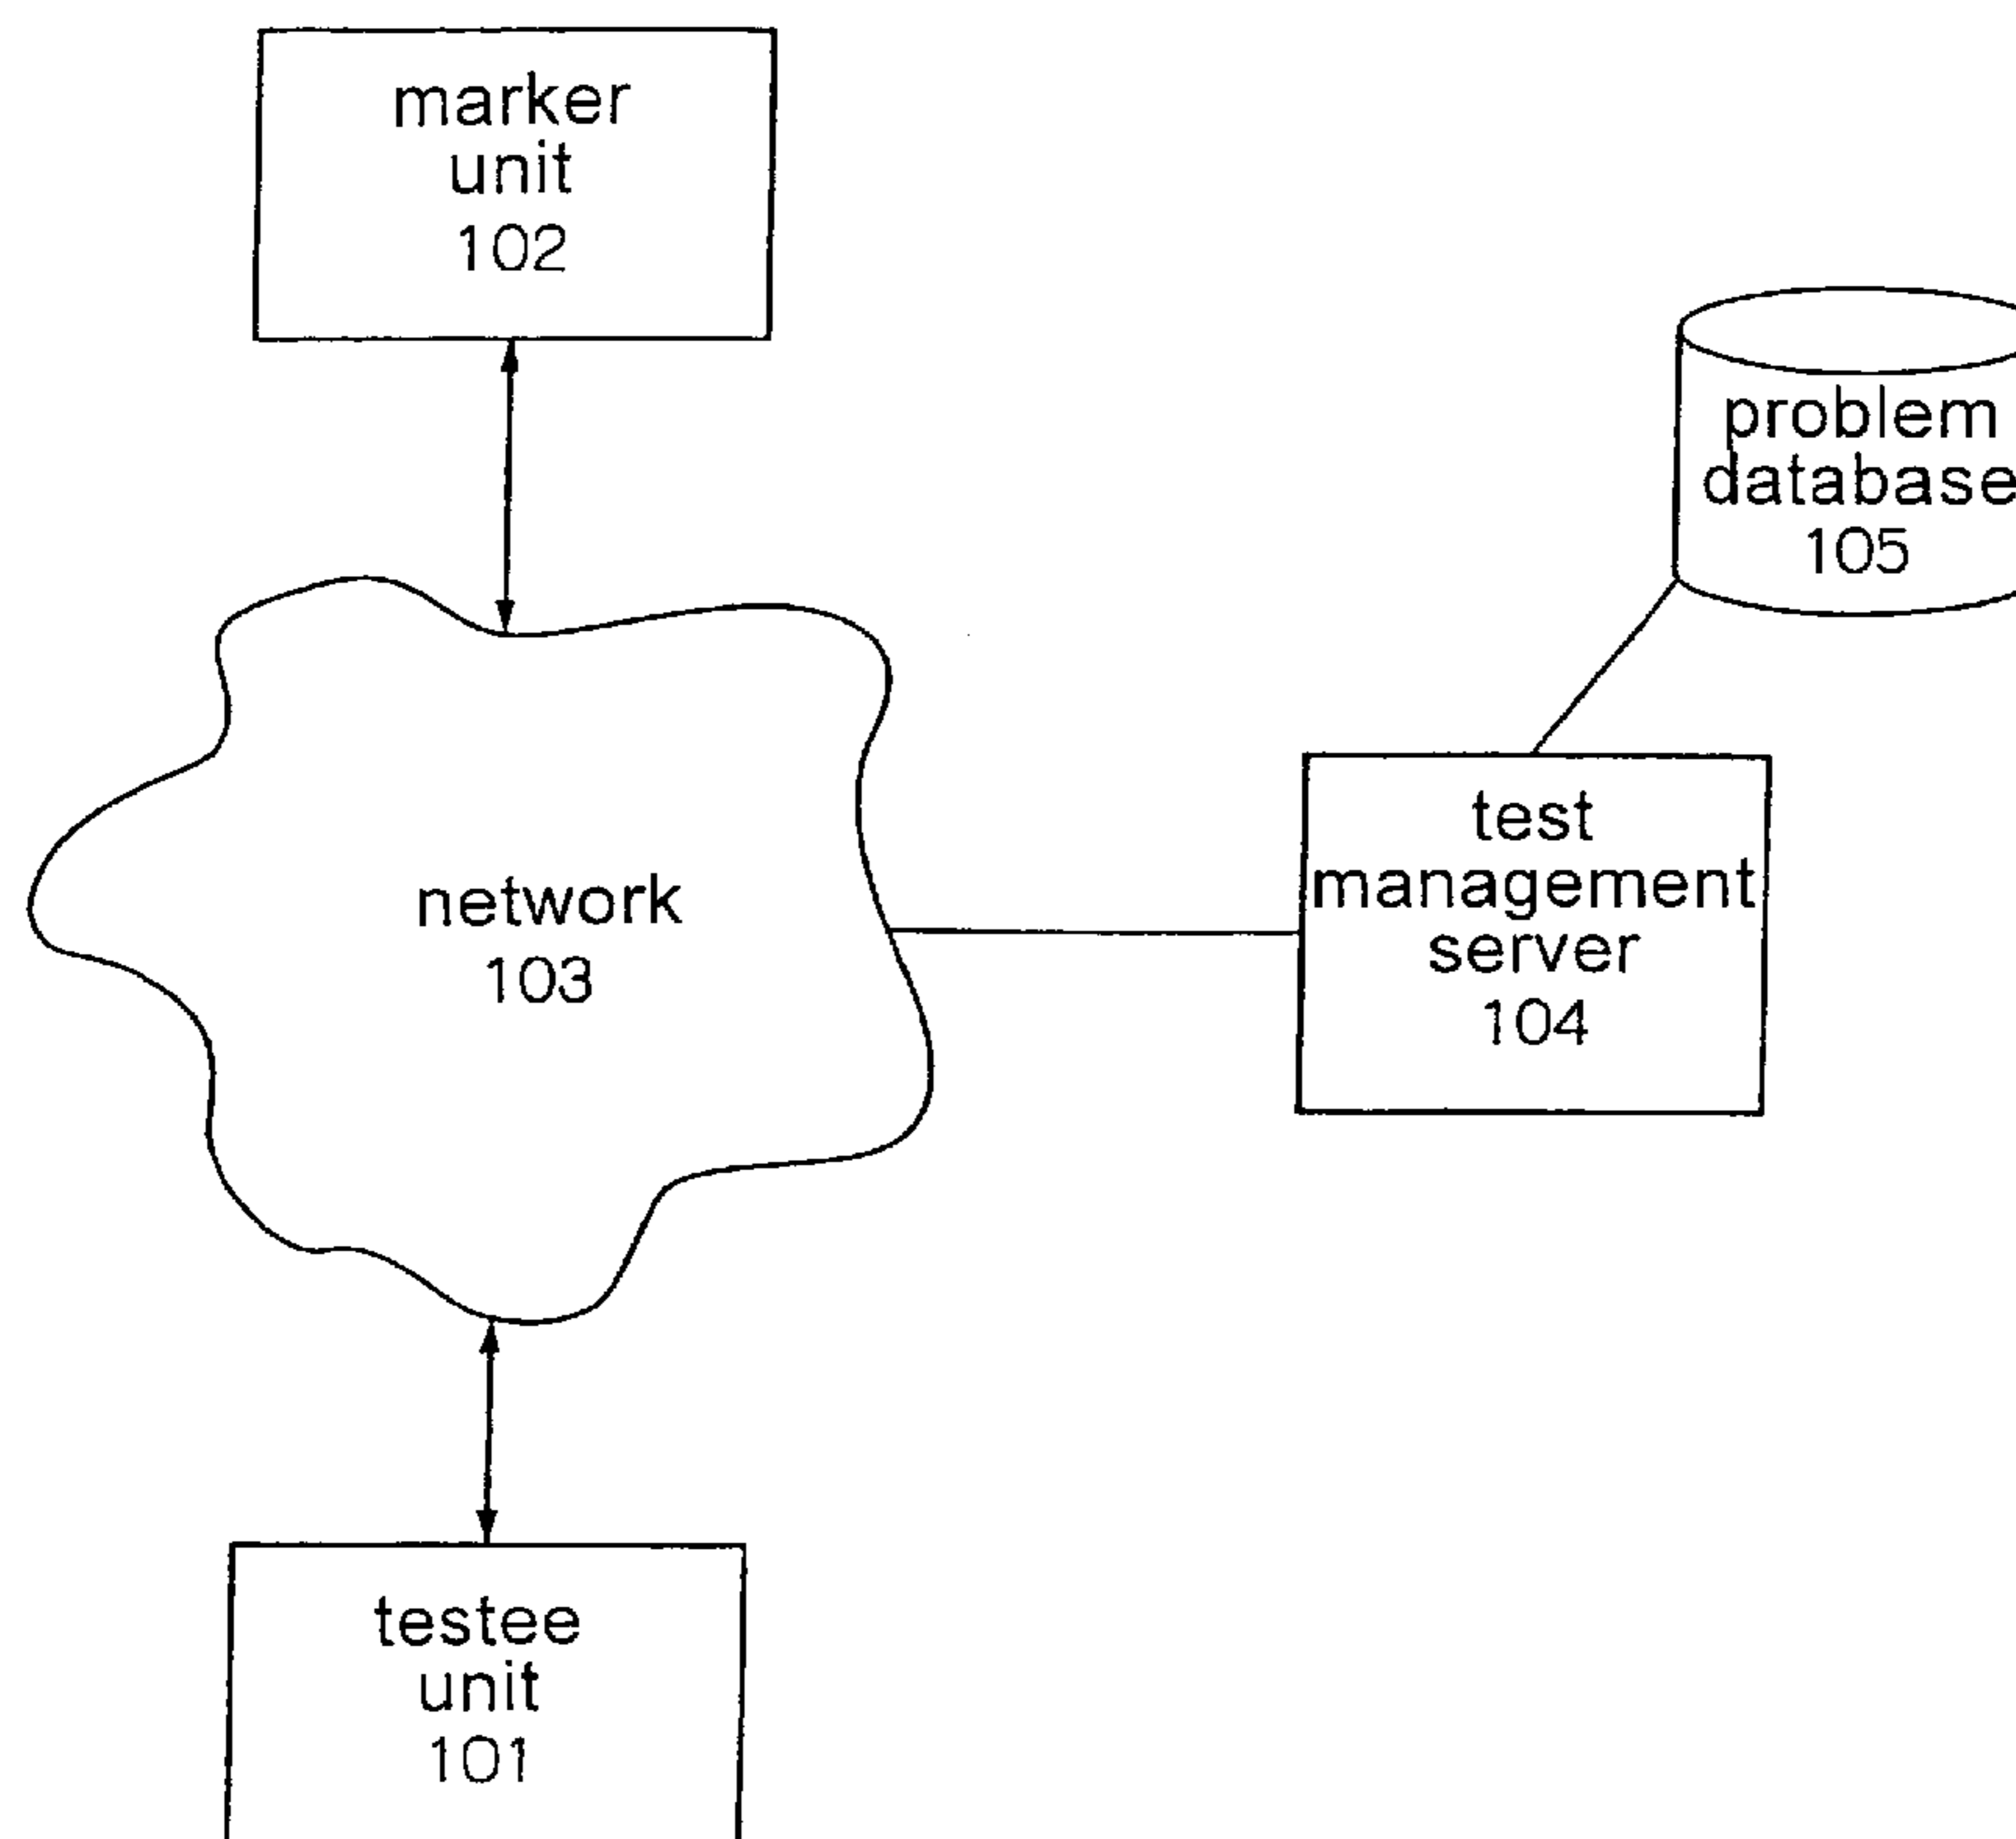 marker
unit
102
problem
database
105
test
management
server
104
network
103
testee
unit
101